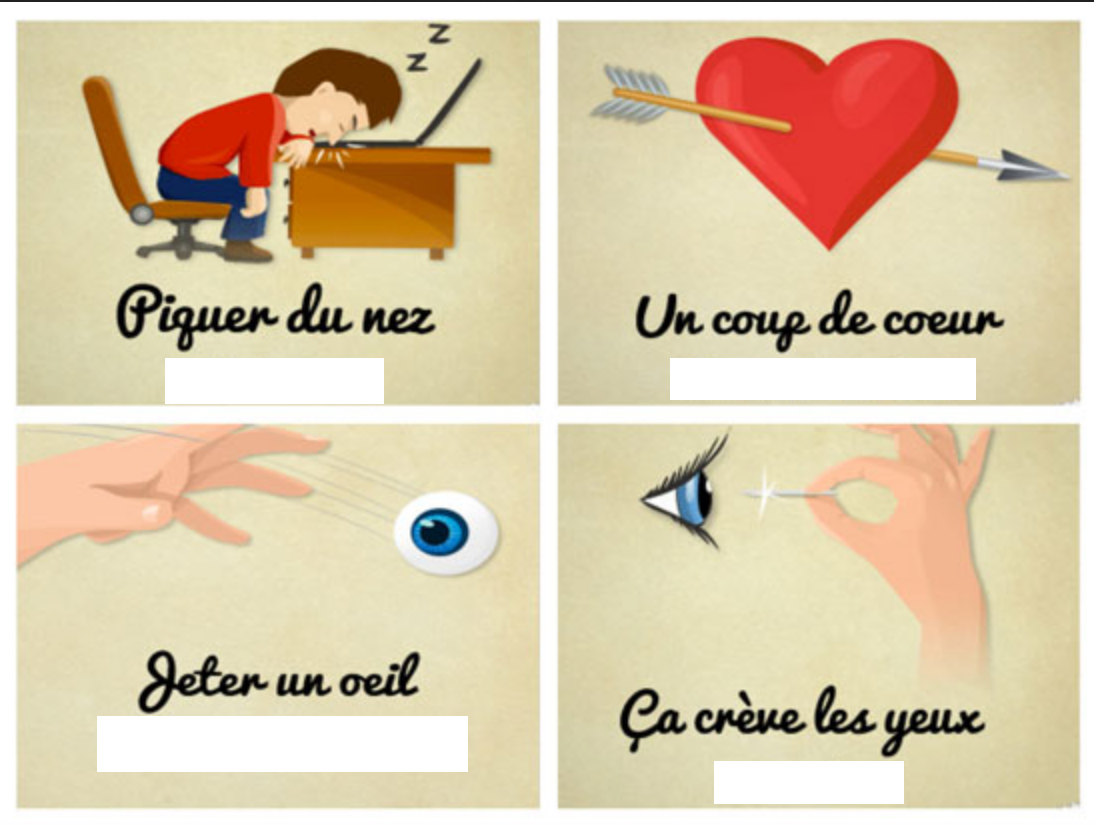 Z
Z
Piquer du nez
Un coup de coeur
Jeter un oeil
Ça crève les yeux